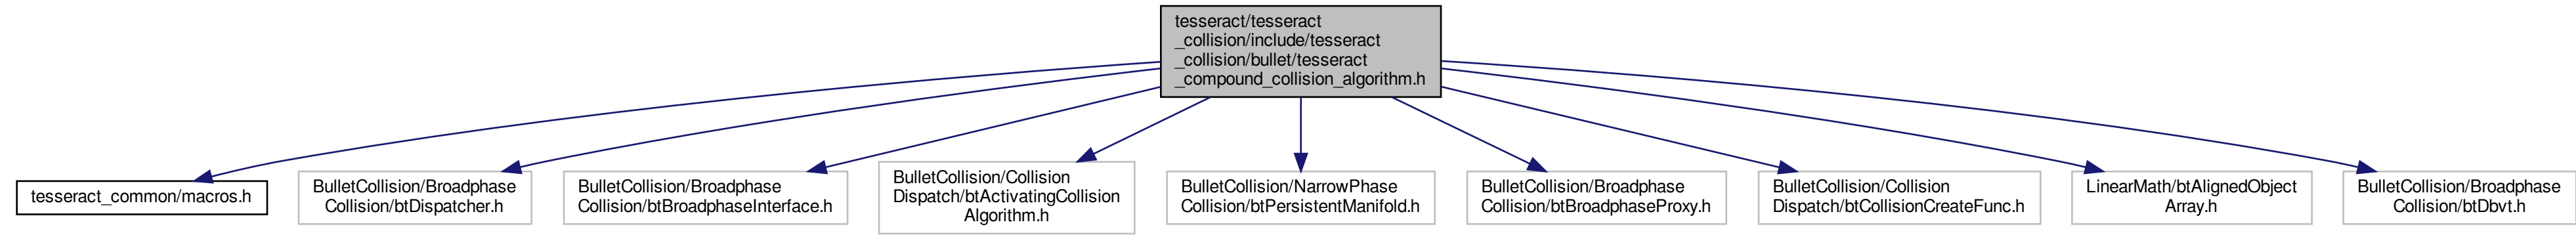 tesseract/tesseract
_collision/include/tesseract
_collision/bullet/tesseract
_compound_collision_algorithm.h
tesseract_common/macros.h
BulletCollision/Broadphase
Collision/btDispatcher.h
BulletCollision/Broadphase
Collision/btBroadphaseInterface.h
BulletCollision/Collision
Dispatch/btActivatingCollision
Algorithm.h
BulletCollision/NarrowPhase
Collision/btPersistentManifold.h
BulletCollision/Broadphase
Collision/btBroadphaseProxy.h
BulletCollision/Collision
Dispatch/btCollisionCreateFunc.h
LinearMath/btAlignedObject
Array.h
BulletCollision/Broadphase
Collision/btDbvt.h